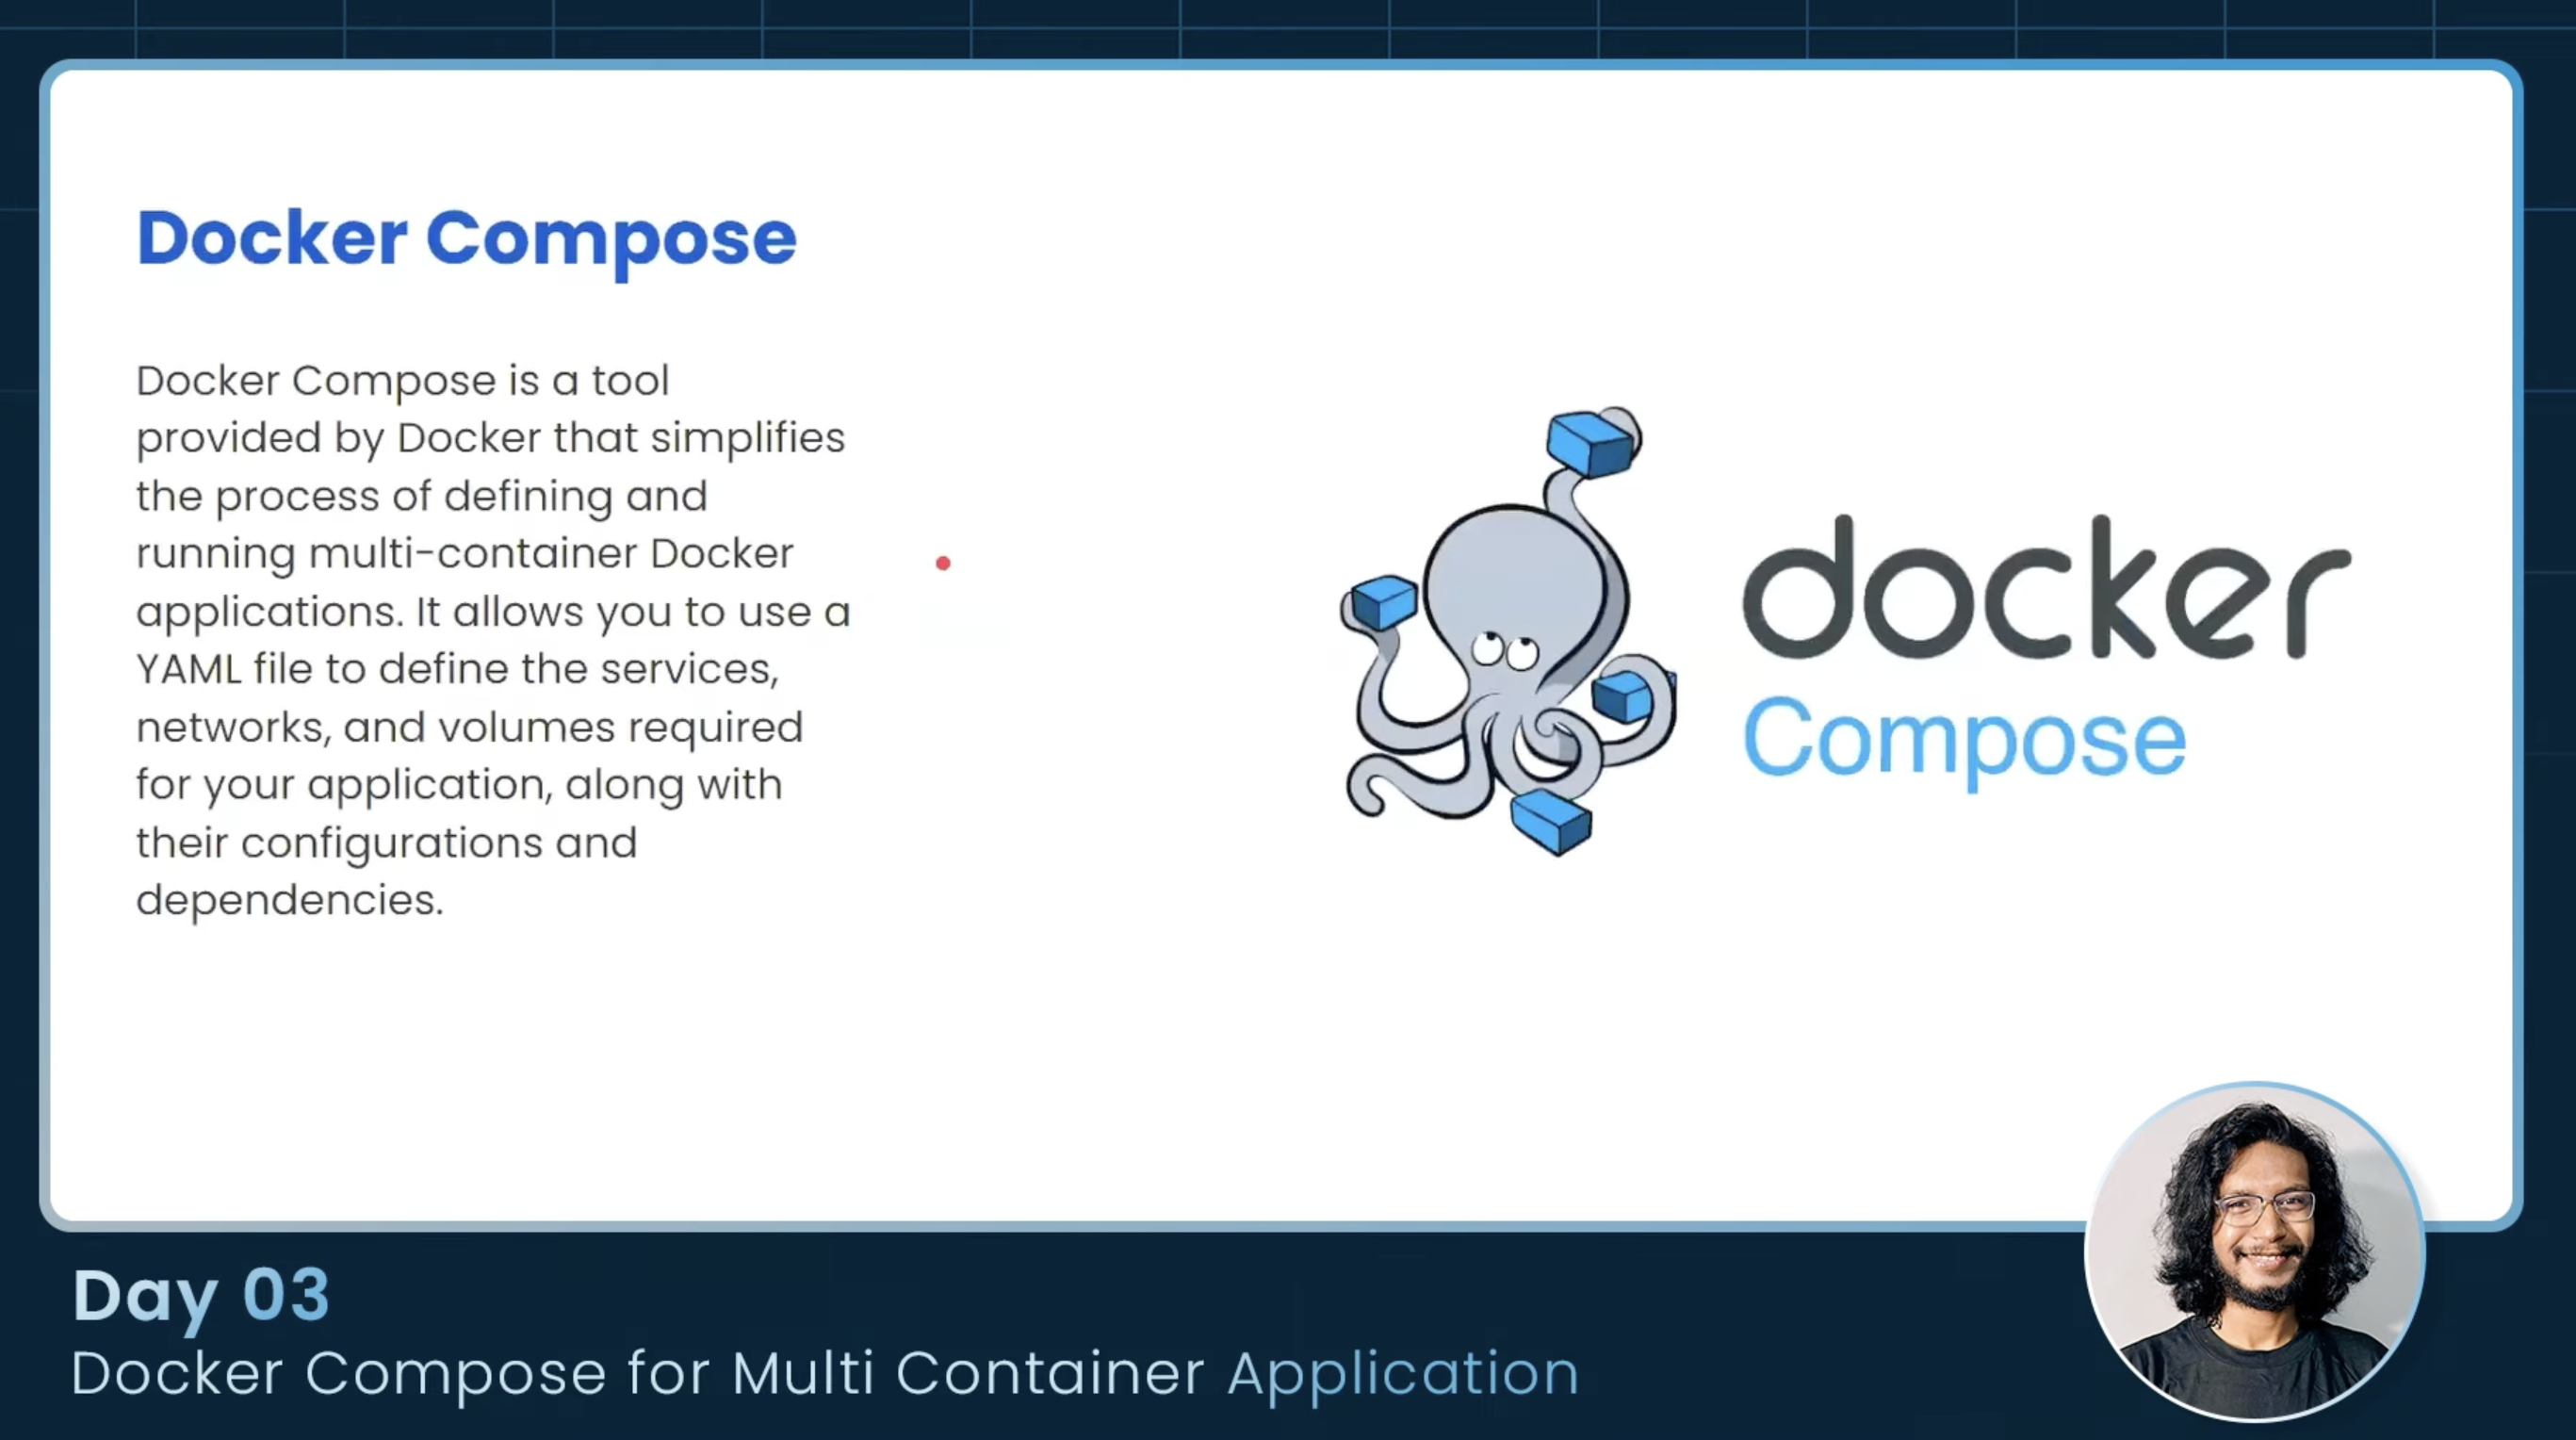 Docker Compose
Docker Compose is a tool
provided by Docker that simplifies
the process of defining and
running multi-container Docker
applications. It allows you to use a
YAML file to define the services,
networks, and volumes required
for your application, along with
their configurations and
dependencies.
docker
Compose
Day 03
Docker Compose for Multi Container Application